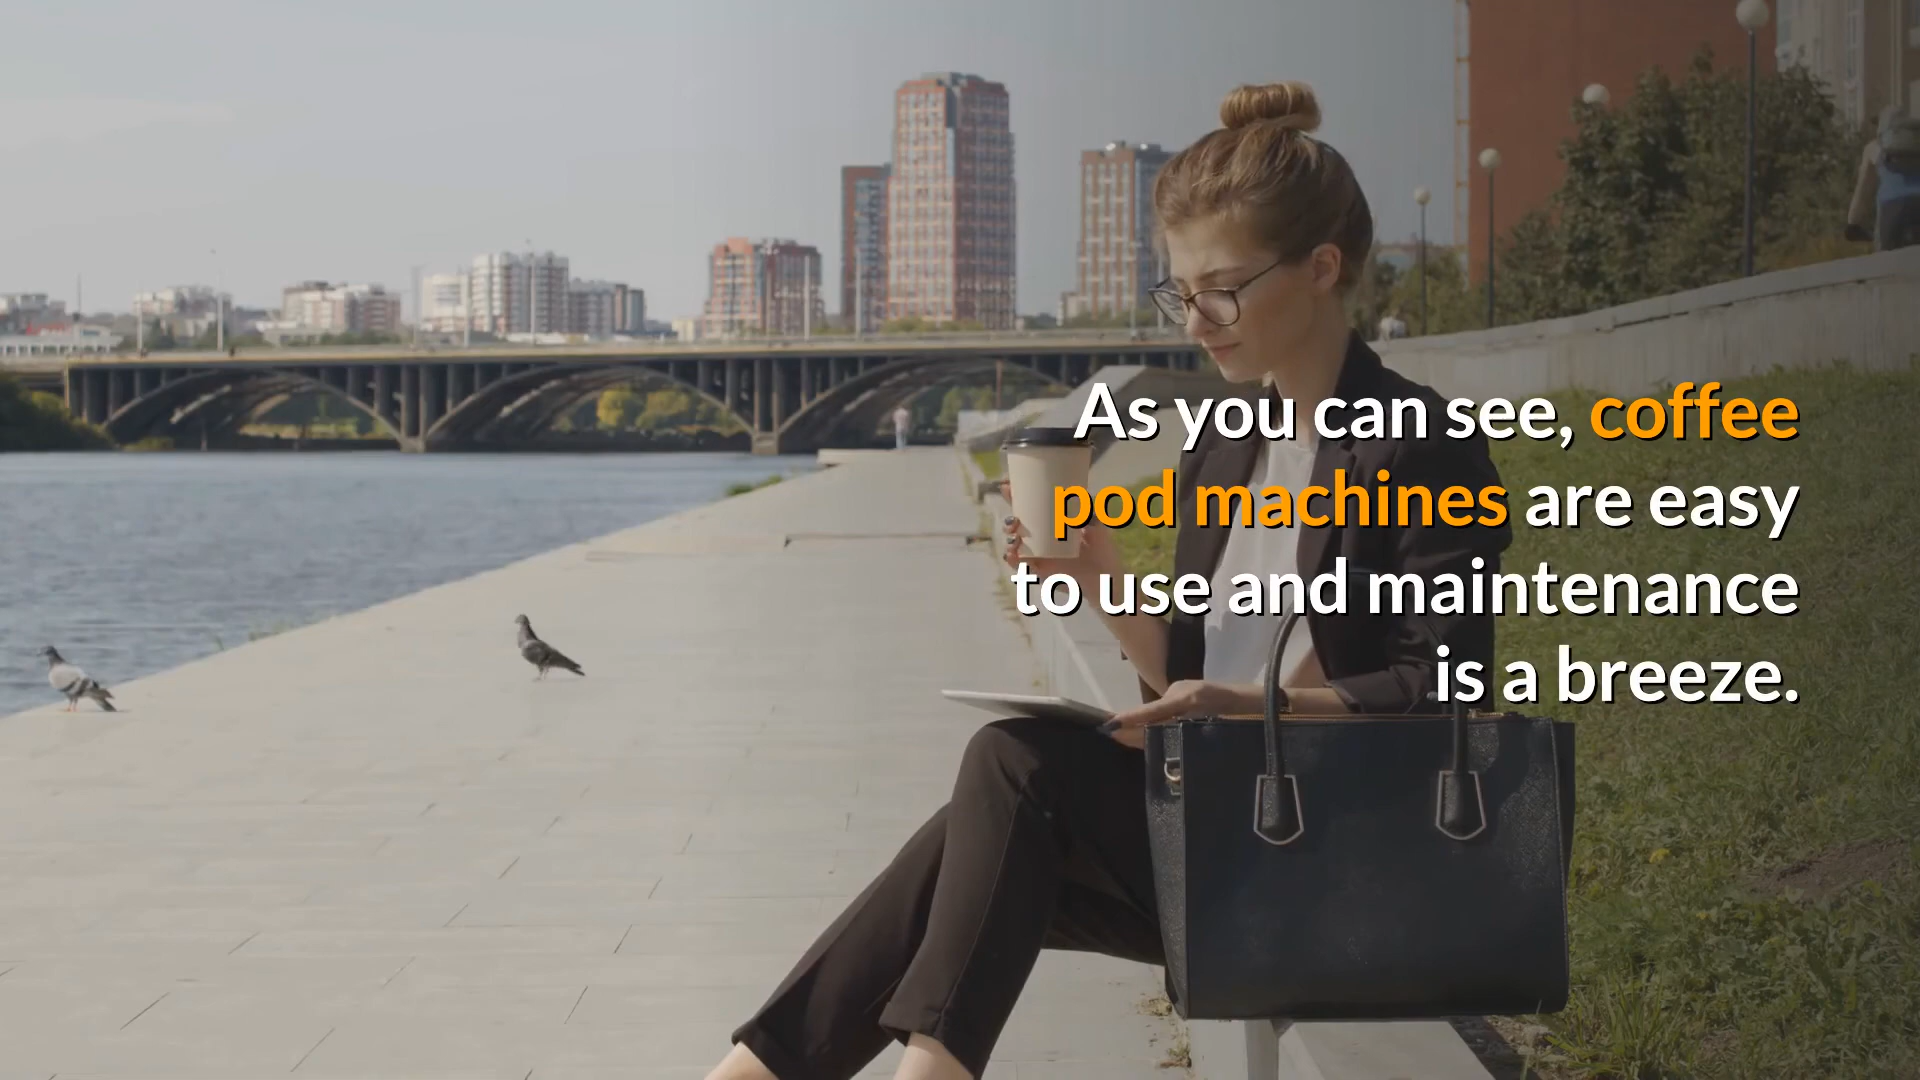 As you can see, coffee
pod machines are easy
to use and maintenance
is a breeze.